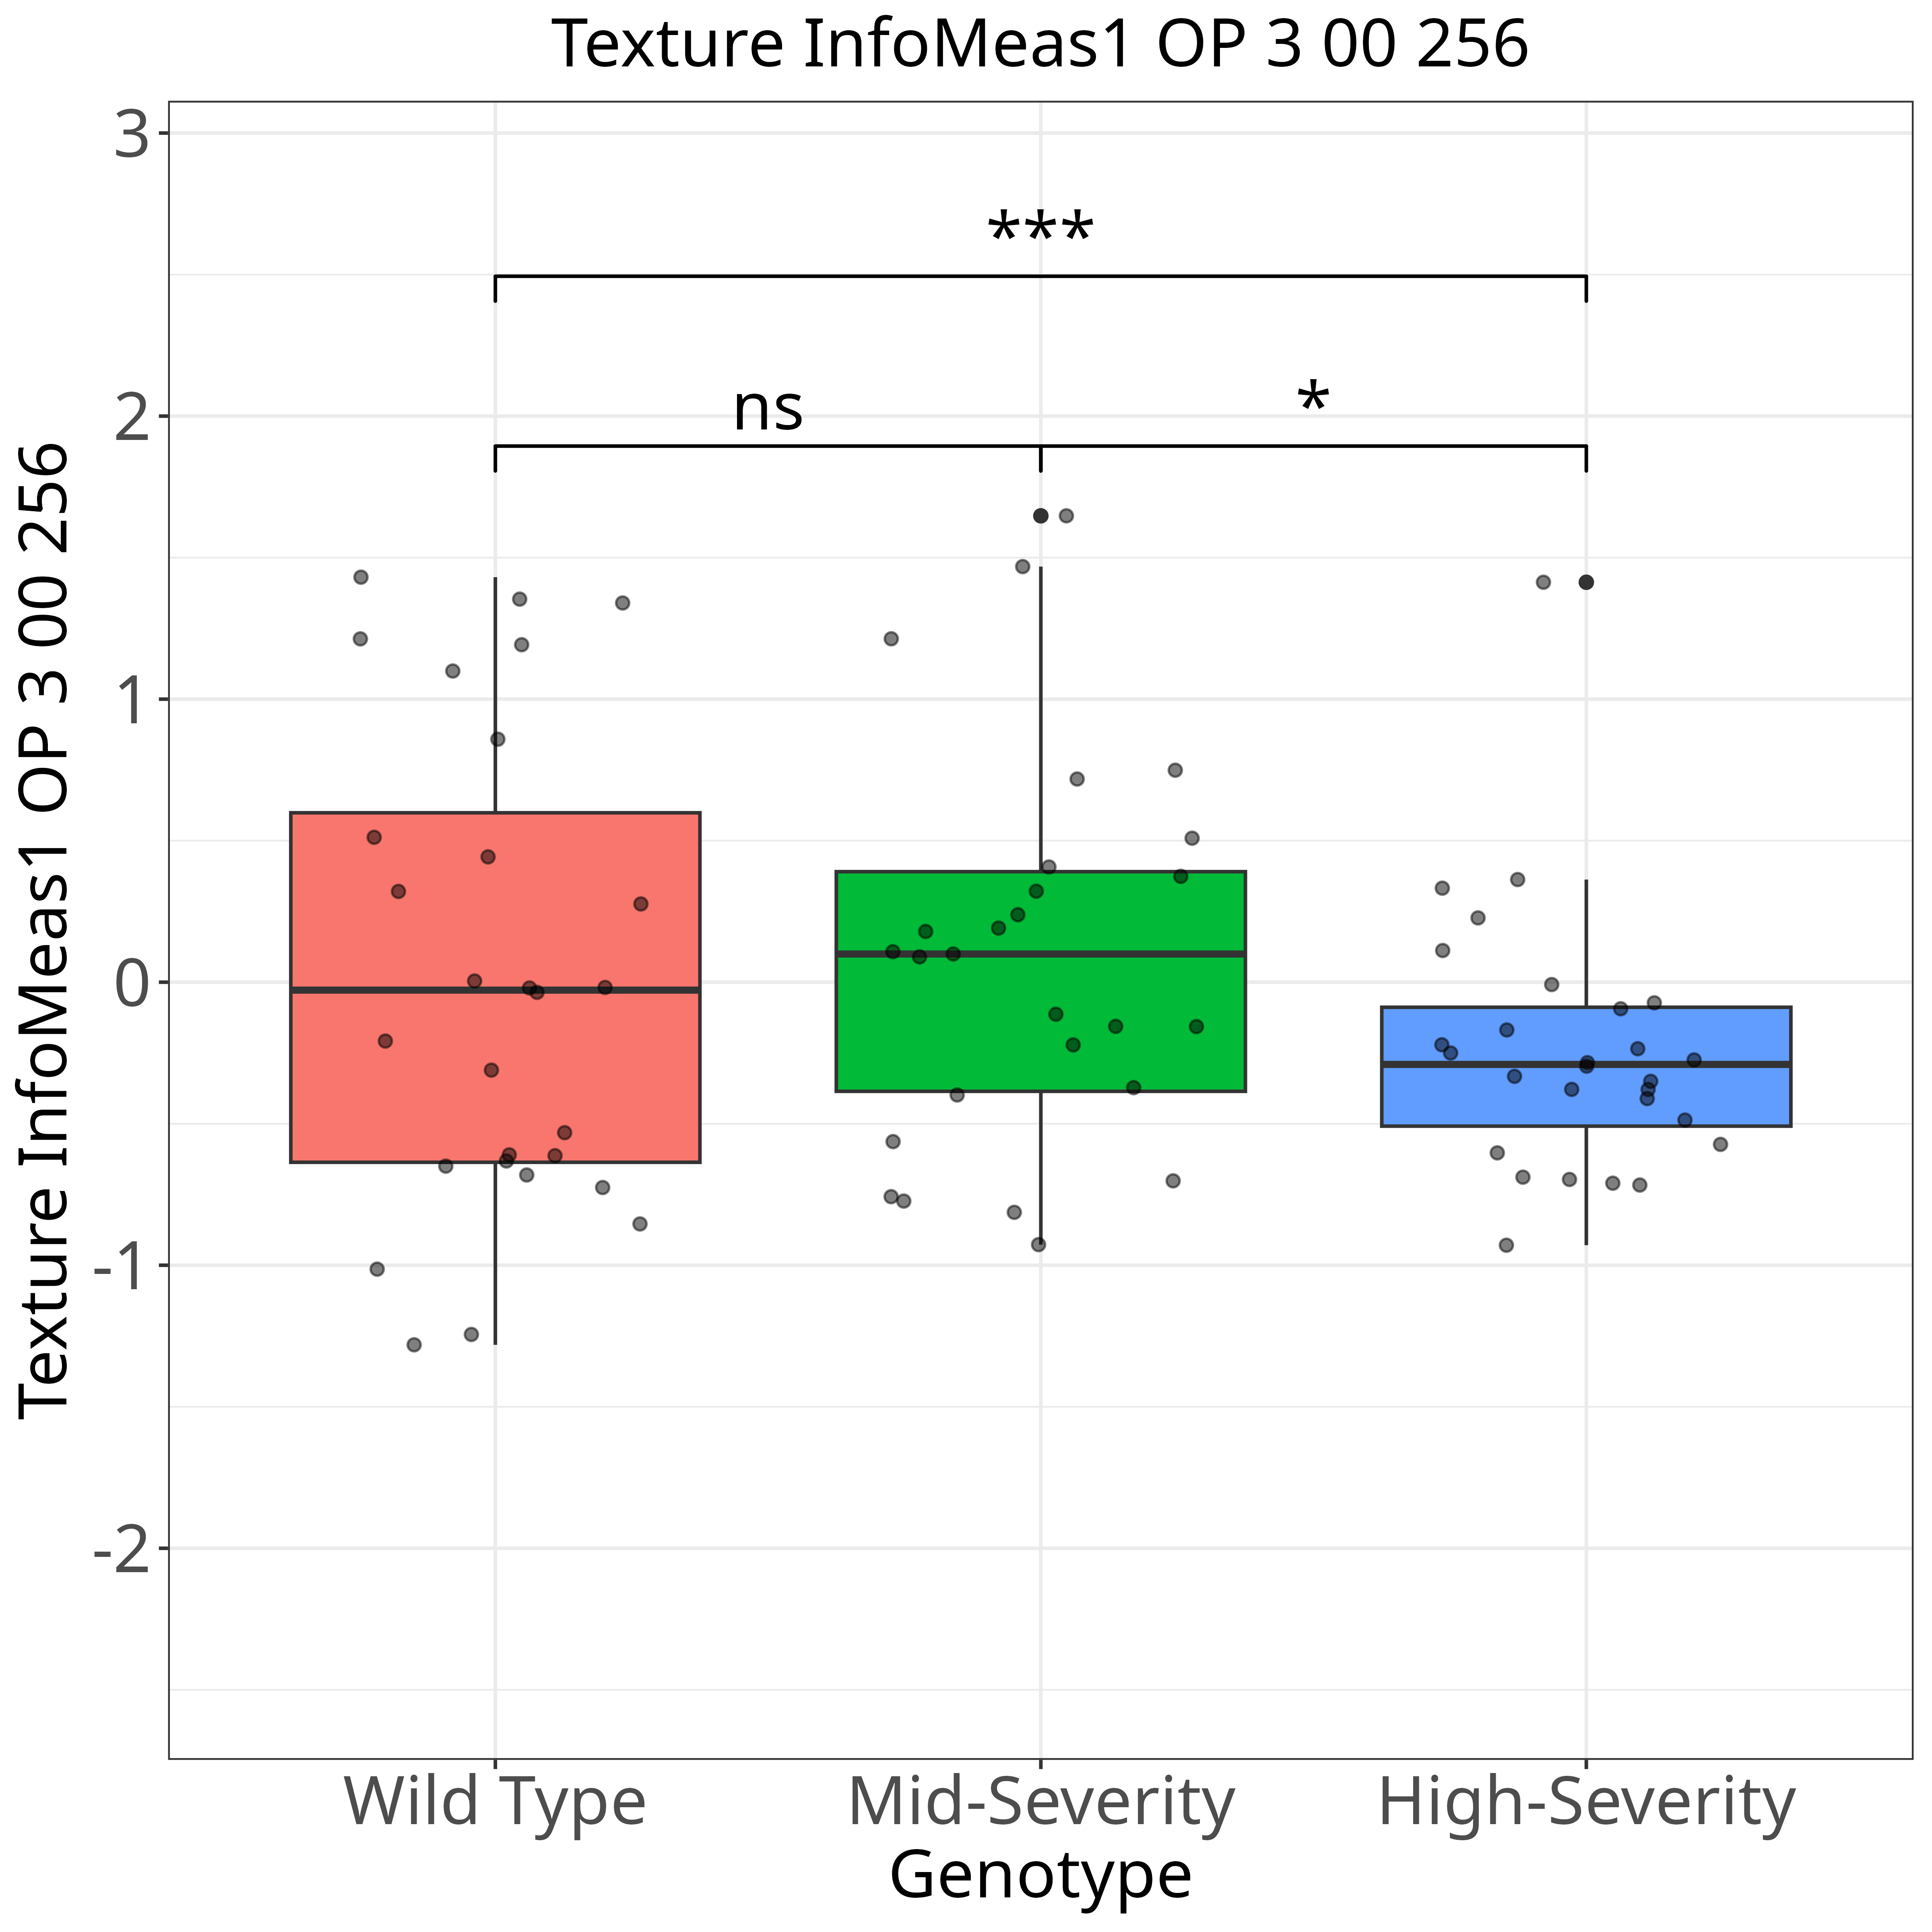 Texture InfoMeas1 OP 3 00 256
Texture InfoMeas1 OP 3 00 256
3
2
1
0
-1
-2
***
ns
*
Wild Type
Mid-Severity
High-Severity
Genotype